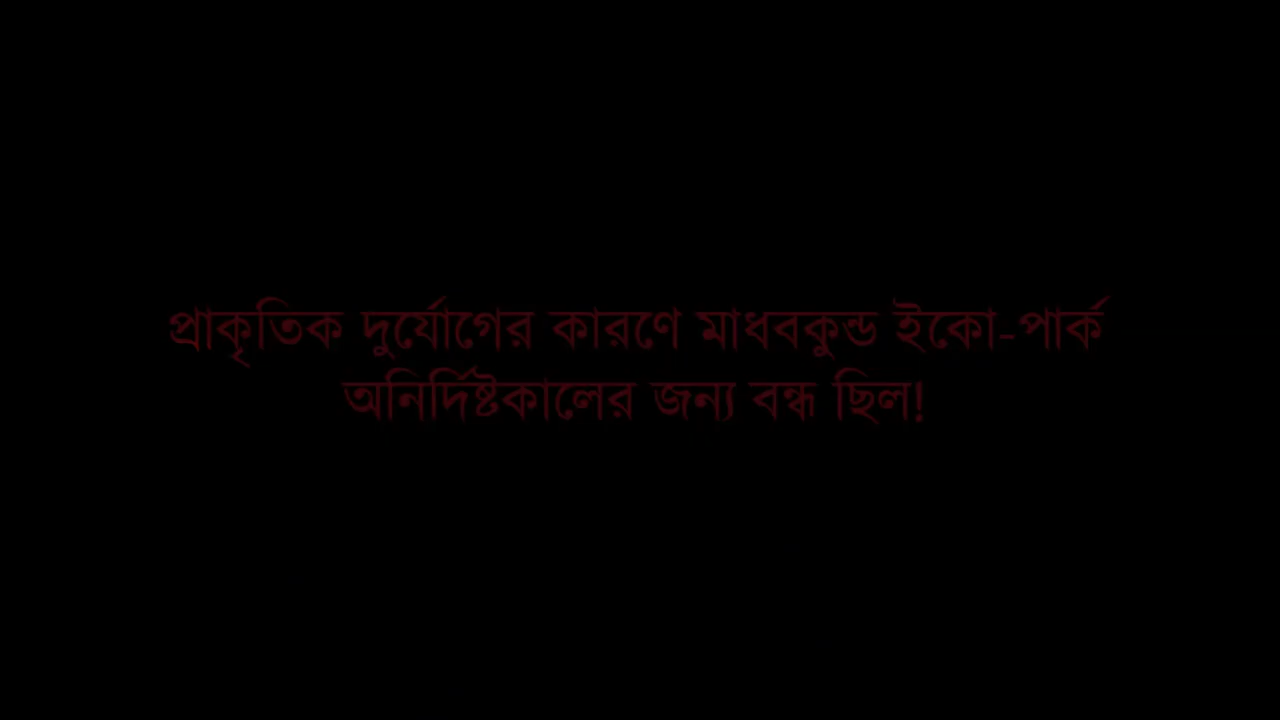 প্রাকৃতিক দুর্যোগের কারণে মাধবকুন্ড ইকো-পার্ক
অনির্দিষ্টকালের জন্য বন্ধ ছিল!